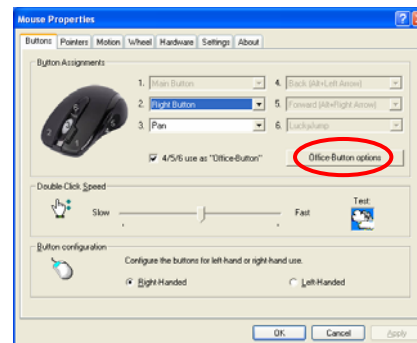 Mouse Properties
Buttons Pointers Motion Wheel Hardware Settings About
Button Assignments
1. Main Button 4. Back (Alt+Left Arrow)
2. Right Button 5. Forward (Alt+Right Arrow)
3. Pan 6. LuckyJump
4/5/6 use as "Office-Button" Office-Button options
Double-Click Speed
Slow Fast
Test:
Button configuration
Configure the buttons for left-hand or right-hand use.
Right-Handed Left-Handed
OK Cancel Apply